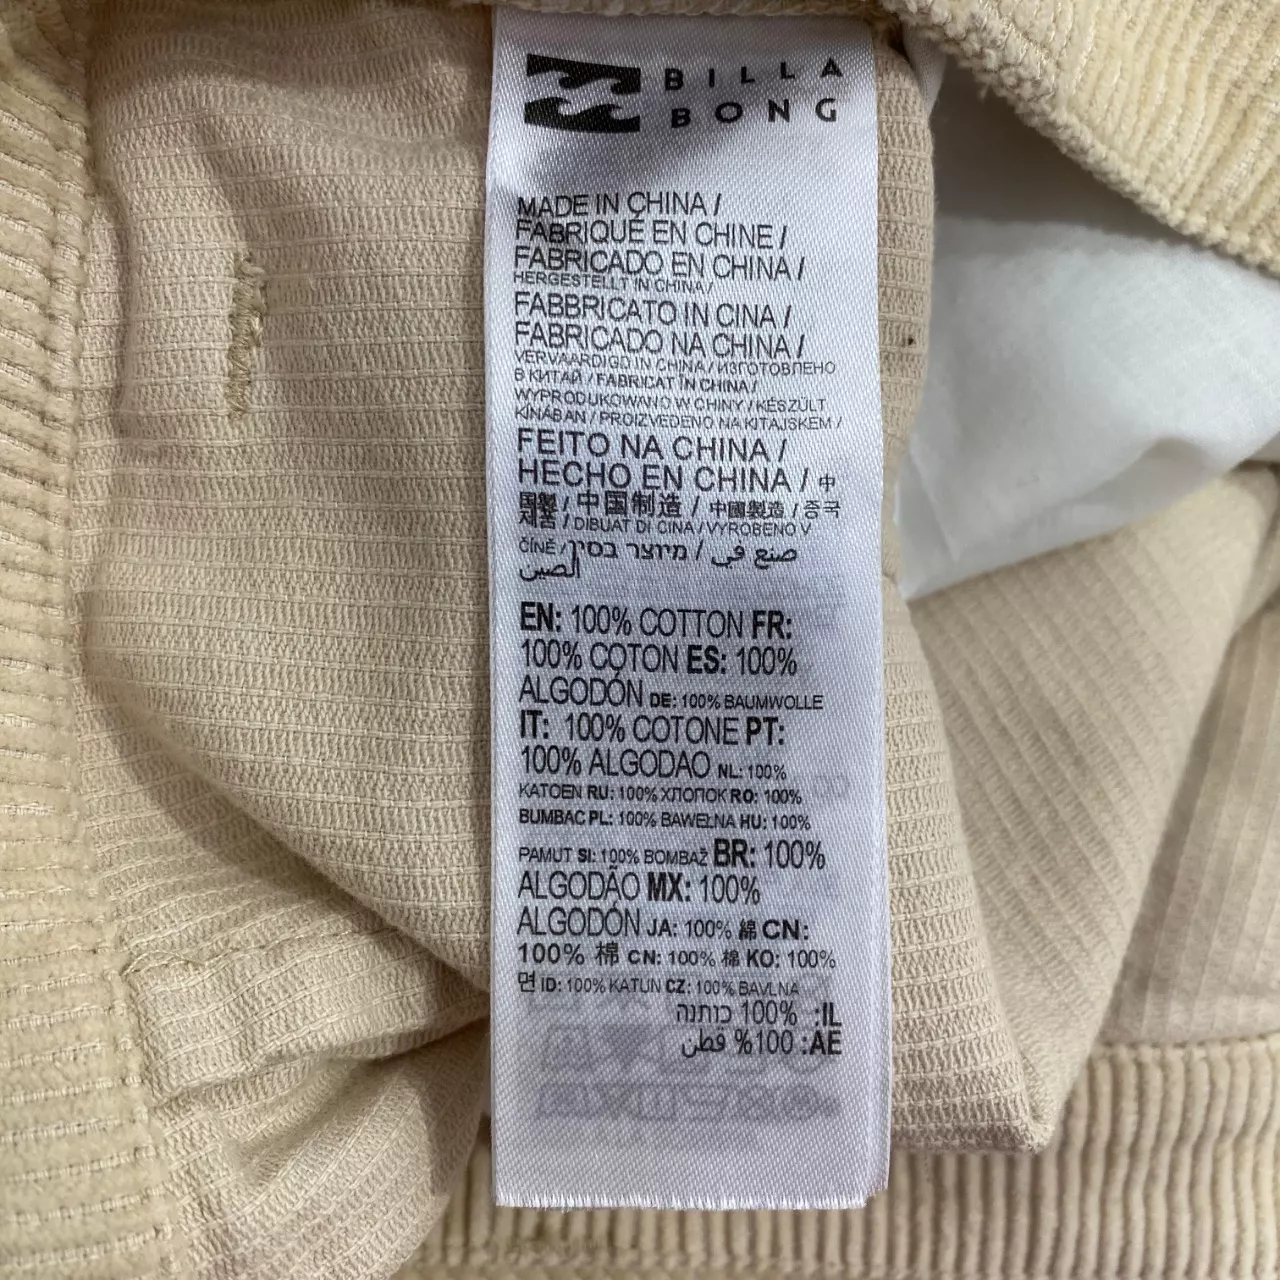 BILLA
BONG
MADE IN CHINA /
FABRIQUÉ EN CHINE /
FABRICADO EN CHINA /
HERGESTELLT IN CHINA /
FABBRICATO IN CINA /
FABRICADO NA CHINA /
VERVAARDIGD IN CHINA / ИЗГОТОВЛЕНО
В КИТАЙ / FABRICAT ÎN CHINA /
WYPRODUKOWANO W CHINY / KÉSZÜLT
KÍNÁBAN / PROIZVEDENO NA KITAJSKEM /
FEITO NA CHINA /
HECHO EN CHINA / 中
国製 / 中国制造 / 中國製造 / 중국
제품 / DIBUAT DI CINA / VYROBENO V
ČÍNĚ / מיוצר בסין / صنع في
الصين
EN: 100% COTTON FR:
100% COTON ES: 100%
ALGODÓN DE: 100% BAUMWOLLE
IT: 100% COTONE PT:
100% ALGODAO NL: 100%
KATOEN RU: 100% ХЛОПОК RO: 100%
BUMBAC PL: 100% BAWEŁNA HU: 100%
PAMUT SI: 100% BOMBAŽ BR: 100%
ALGODÃO MX: 100%
ALGODÓN JA: 100% 綿 CN:
100% 棉 CN: 100% 棉 KO: 100%
면 ID: 100% KATUN CZ: 100% BAVLNA
IL: 100% כותנה
AE: 100% قطن